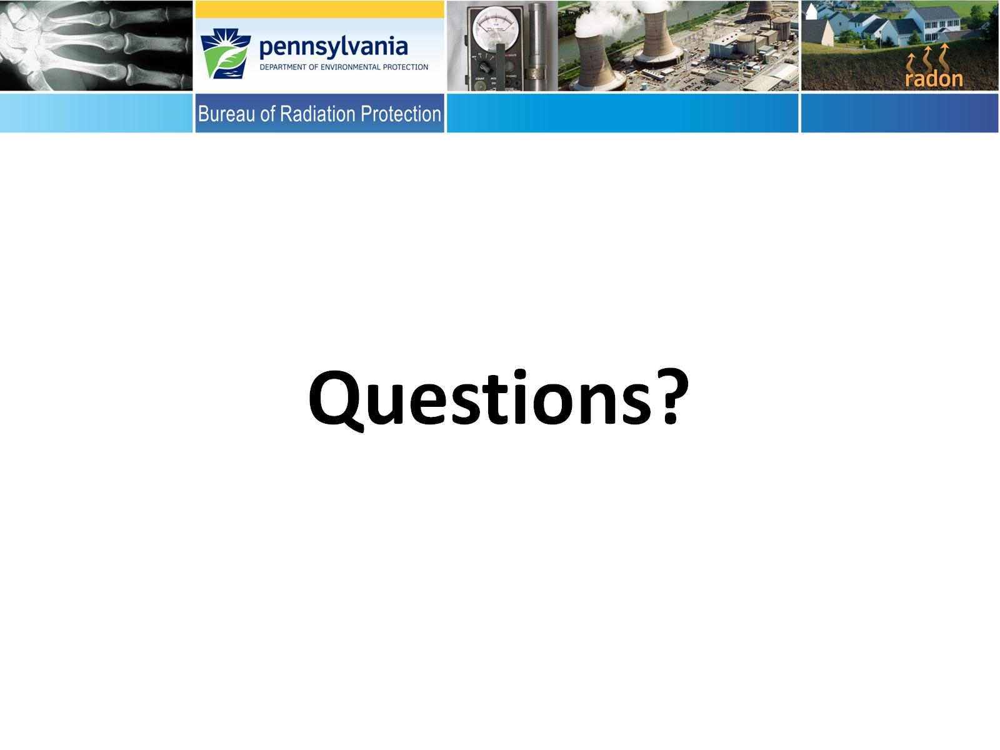 pennsylvania
DEPARTMENT OF ENVIRONMENTAL PROTECTION
radon
Bureau of Radiation Protection
Questions?